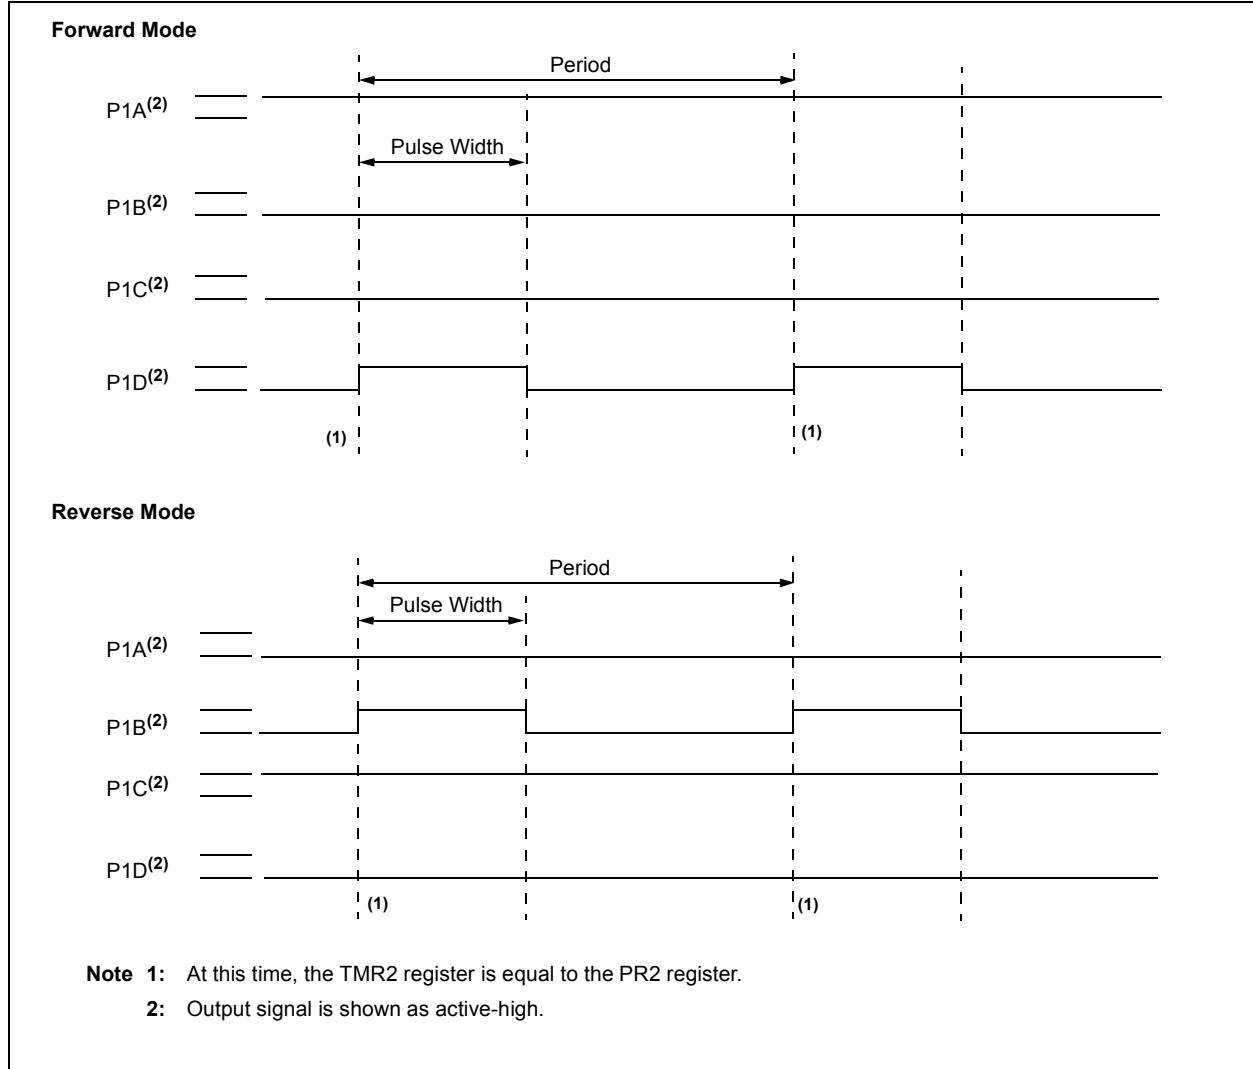 Forward Mode
Period
P1A(2)
Pulse Width
P1B(2)
P1C(2)
P1D(2)
(1)
(1)
Reverse Mode
Period
Pulse Width
P1A(2)
P1B(2)
P1C(2)
P1D(2)
(1)
(1)
Note 1: At this time, the TMR2 register is equal to the PR2 register.
2: Output signal is shown as active-high.